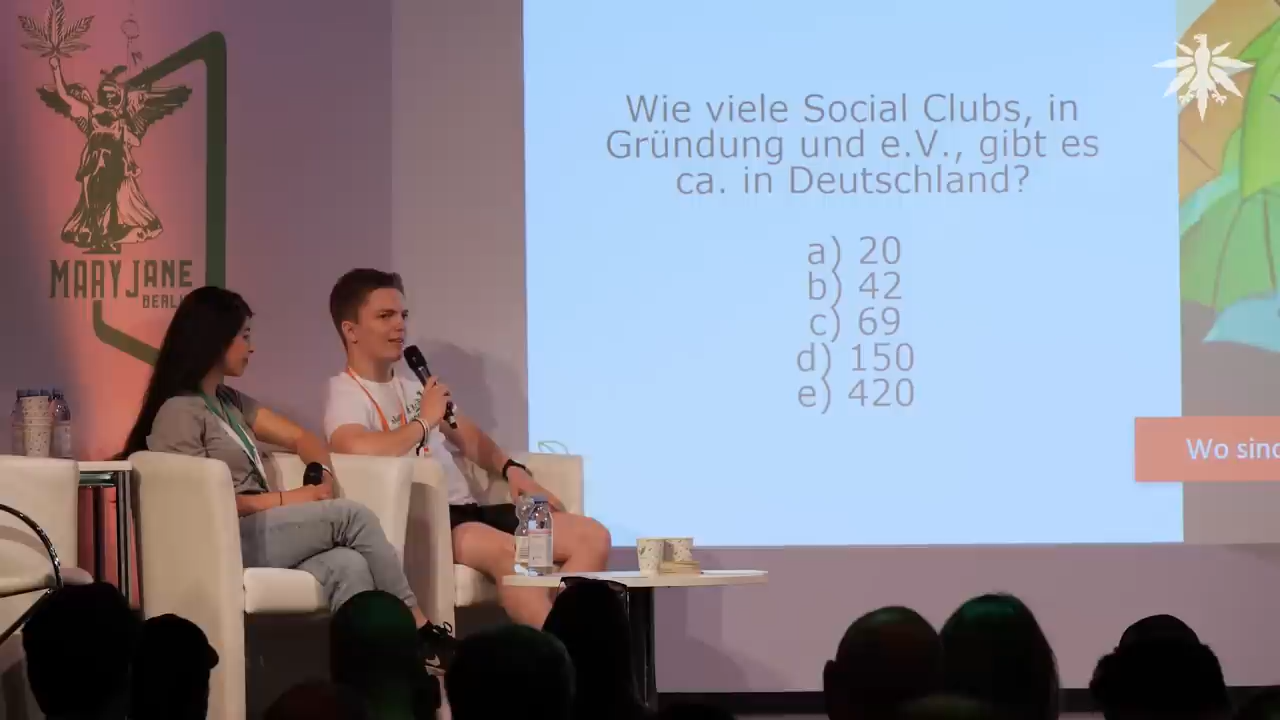 MARY JANE
BERLIN
Wie viele Social Clubs, in
Gründung und e.V., gibt es
ca. in Deutschland?
a) 20
b) 42
c) 69
d) 150
e) 420
Wo sind